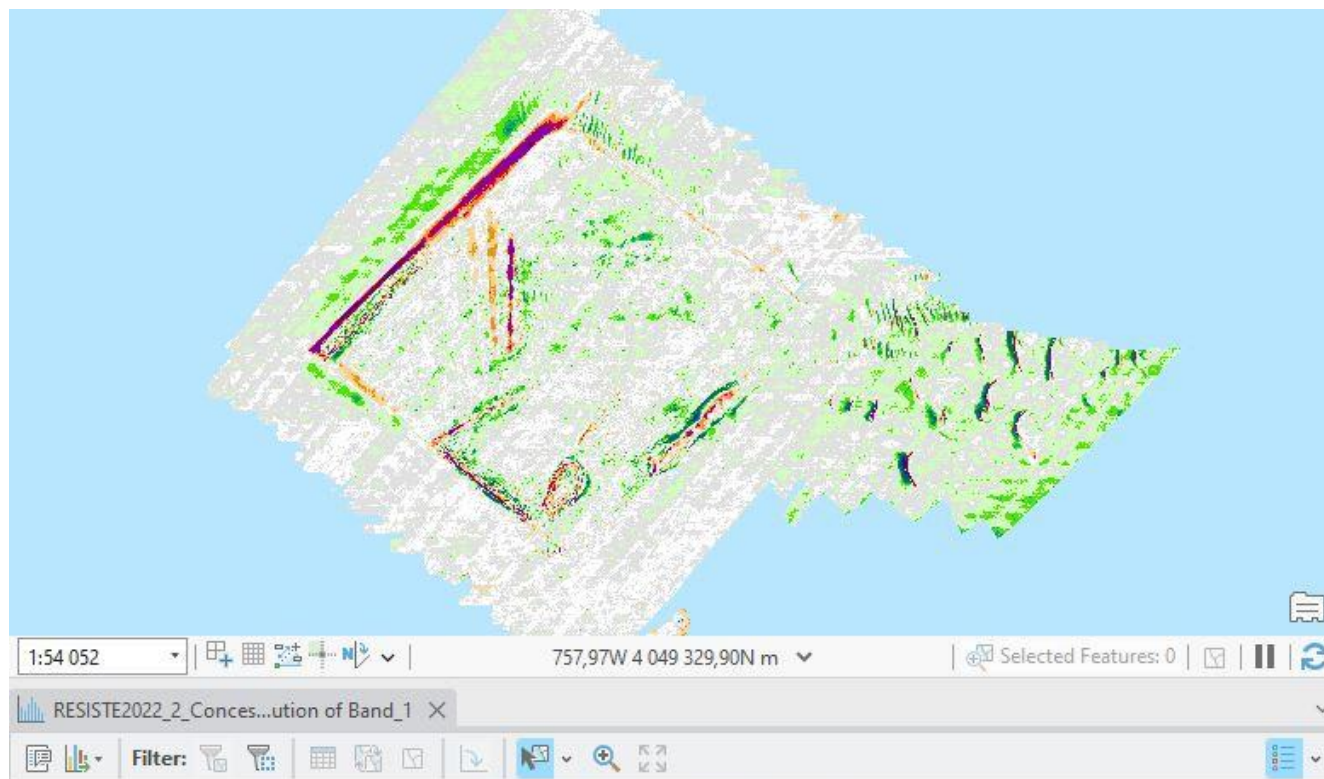 1:54 052
757,97W 4 049 329,90N m
Selected Features: 0
RESISTE2022_2_Conces...ution of Band_1
Filter: